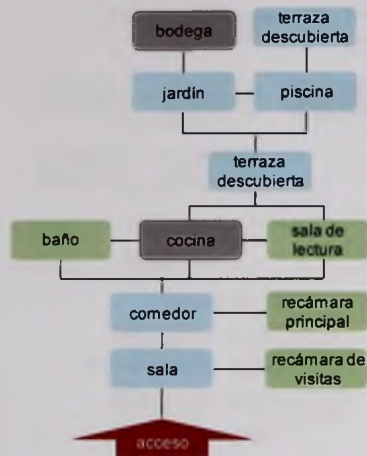 bodega
terraza
descubierta
jardín
piscina
terraza
descubierta
baño
cocina
sala de
lectura
comedor
recámara
principal
sala
recámara de
visitas
acceso